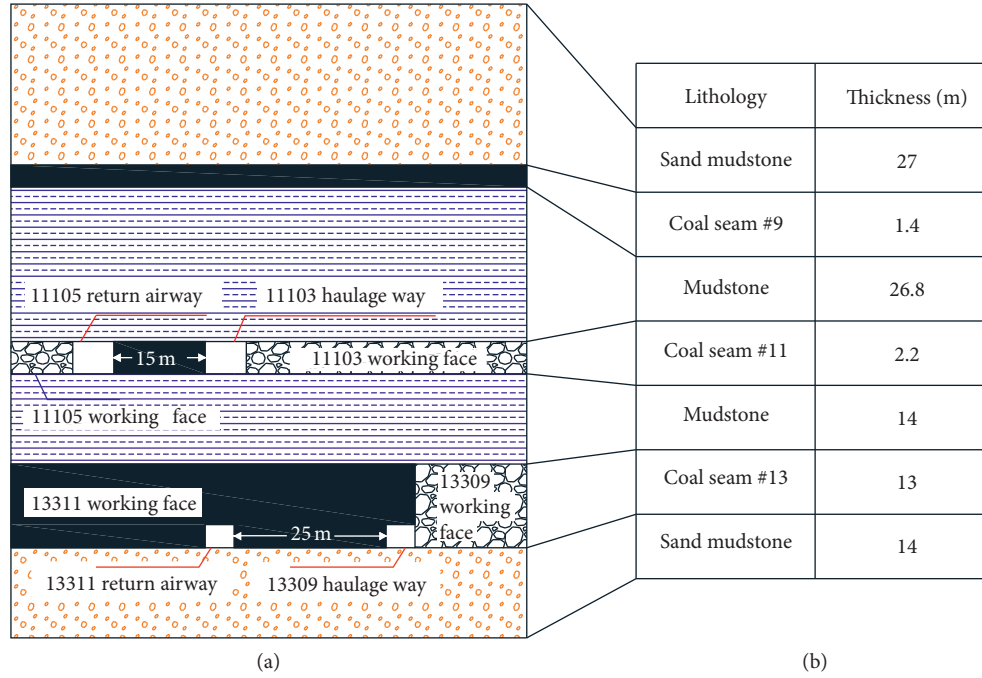 11105 return airway
11103 haulage way
15 m
11103 working face
11105 working face
13311 working face
13309
working
face
25 m
13311 return airway
13309 haulage way
(a)
Lithology Thickness (m)
Sand mudstone 27
Coal seam #9 1.4
Mudstone 26.8
Coal seam #11 2.2
Mudstone 14
Coal seam #13 13
Sand mudstone 14
(b)